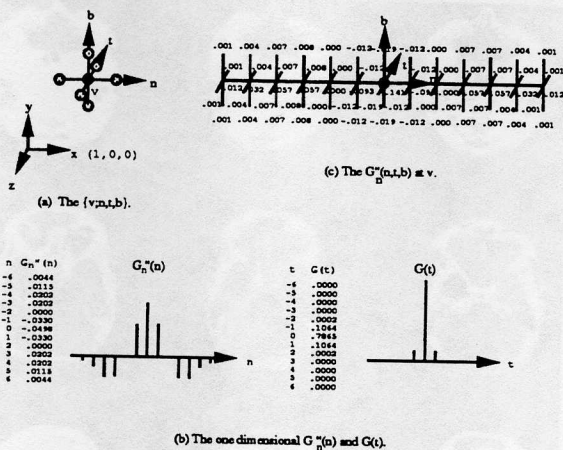 b
t
n
v
y
x (1,0,0)
z
(a) The {v;n,t,b}.
b
t
.001 .004 .007 .008 .000 -.012 -.019 -.012 .000 .008 .007 .004 .001
.001 .004 .007 .008 .000 -.012 -.019 -.012 .000 .008 .007 .004 .001
(c) The G"n(n,t,b) at v.
n Gn"(n)
-6 .0044
-5 .0115
-4 .0202
-3 .0202
-2 .0000
-1 -.0330
0 -.0498
1 -.0330
2 .0000
3 .0202
4 .0202
5 .0115
6 .0044
Gn"(n)
n
t G(t)
-6 .0000
-5 .0000
-4 .0000
-3 .0000
-2 .0002
-1 .1064
0 .7865
1 .1064
2 .0002
3 .0000
4 .0000
5 .0000
6 .0000
G(t)
t
(b) The one dimensional G"n(n) and G(t).